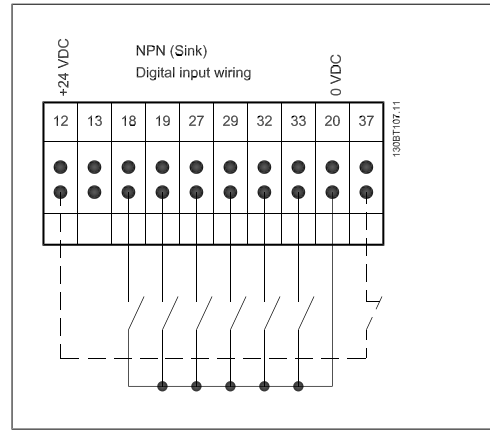 +24 VDC
NPN (Sink)
Digital input wiring
0 VDC
12 13 18 19 27 29 32 33 20 37
130BT107.11